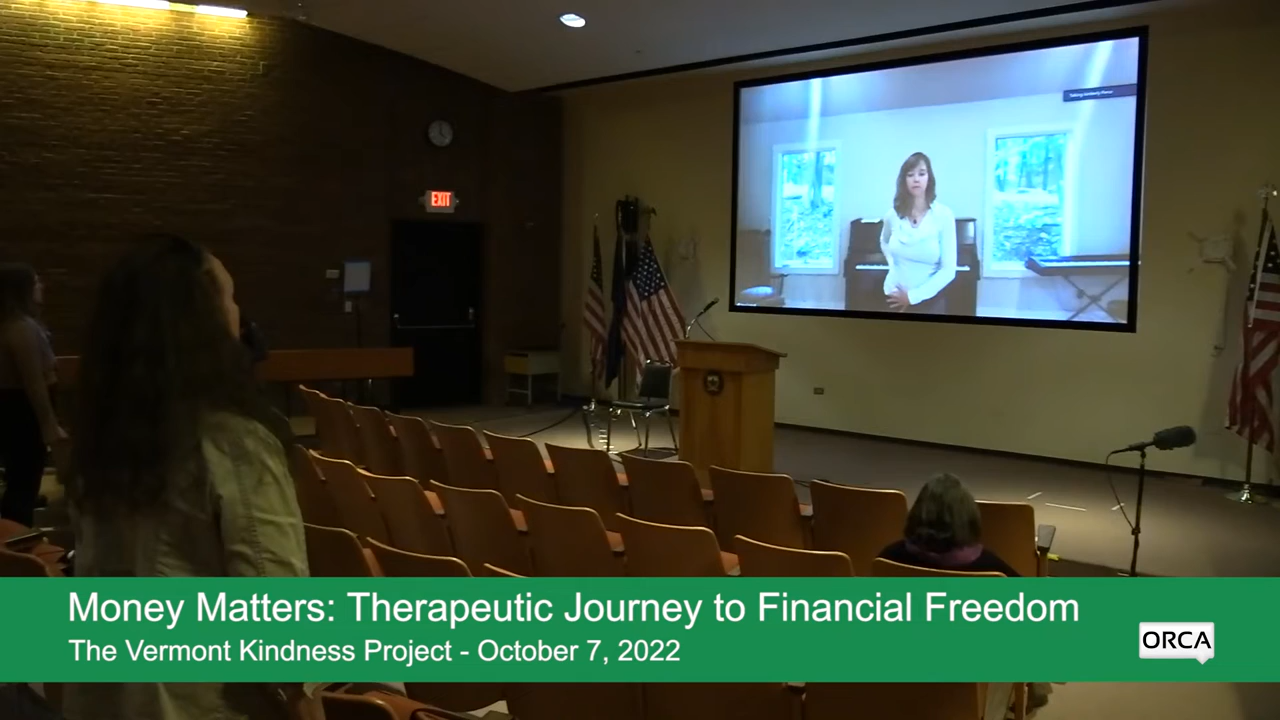 EXIT
Money Matters: Therapeutic Journey to Financial Freedom
The Vermont Kindness Project - October 7, 2022
ORCA